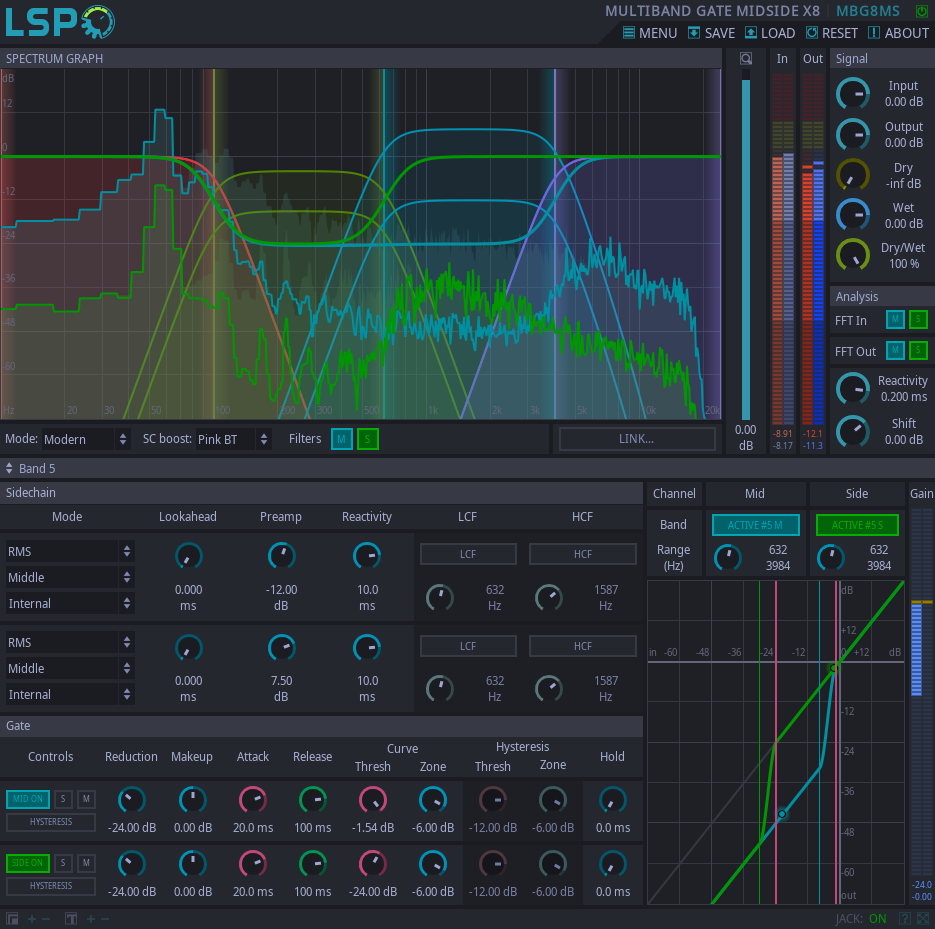 LSP
MULTIBAND GATE MIDSIDE X8 MBG8MS
MENU SAVE LOAD RESET ABOUT
SPECTRUM GRAPH
In Out
Signal
dB
12
0
-12
-24
-36
-48
-60
Hz 20 30 50 100 200 300 500 1k 2k 3k 5k 10k 20k
0.00
dB
-8.91
-8.17
-12.1
-11.3
Input
0.00 dB
Output
0.00 dB
Dry
-inf dB
Wet
0.00 dB
Dry/Wet
100 %
Analysis
FFT In M S
FFT Out M S
Reactivity
0.200 ms
Shift
0.00 dB
Mode: Modern SC boost: Pink BT Filters M S LINK...
Band 5
Sidechain
Mode Lookahead Preamp Reactivity LCF HCF
RMS
Middle
Internal
0.000
ms
-12.00
dB
10.0
ms
LCF
632
Hz
HCF
1587
Hz
RMS
Middle
Internal
0.000
ms
7.50
dB
10.0
ms
LCF
632
Hz
HCF
1587
Hz
Channel Mid Side Gain
Band ACTIVE #5 M ACTIVE #5 S
Range
(Hz)
632
3984
632
3984
dB
+12
in -60 -48 -36 -24 -12 0 +12 dB
-12
-24
-36
-48
-60
out
-24.0
-0.00
Gate
Controls Reduction Makeup Attack Release Curve Hysteresis Hold
Thresh Zone Thresh Zone
MID ON S M
HYSTERESIS
-24.00 dB 0.00 dB 20.0 ms 100 ms -1.54 dB -6.00 dB -12.00 dB -6.00 dB 0.0 ms
SIDE ON S M
HYSTERESIS
-24.00 dB 0.00 dB 20.0 ms 100 ms -24.00 dB -6.00 dB -12.00 dB -6.00 dB 0.0 ms
JACK: ON